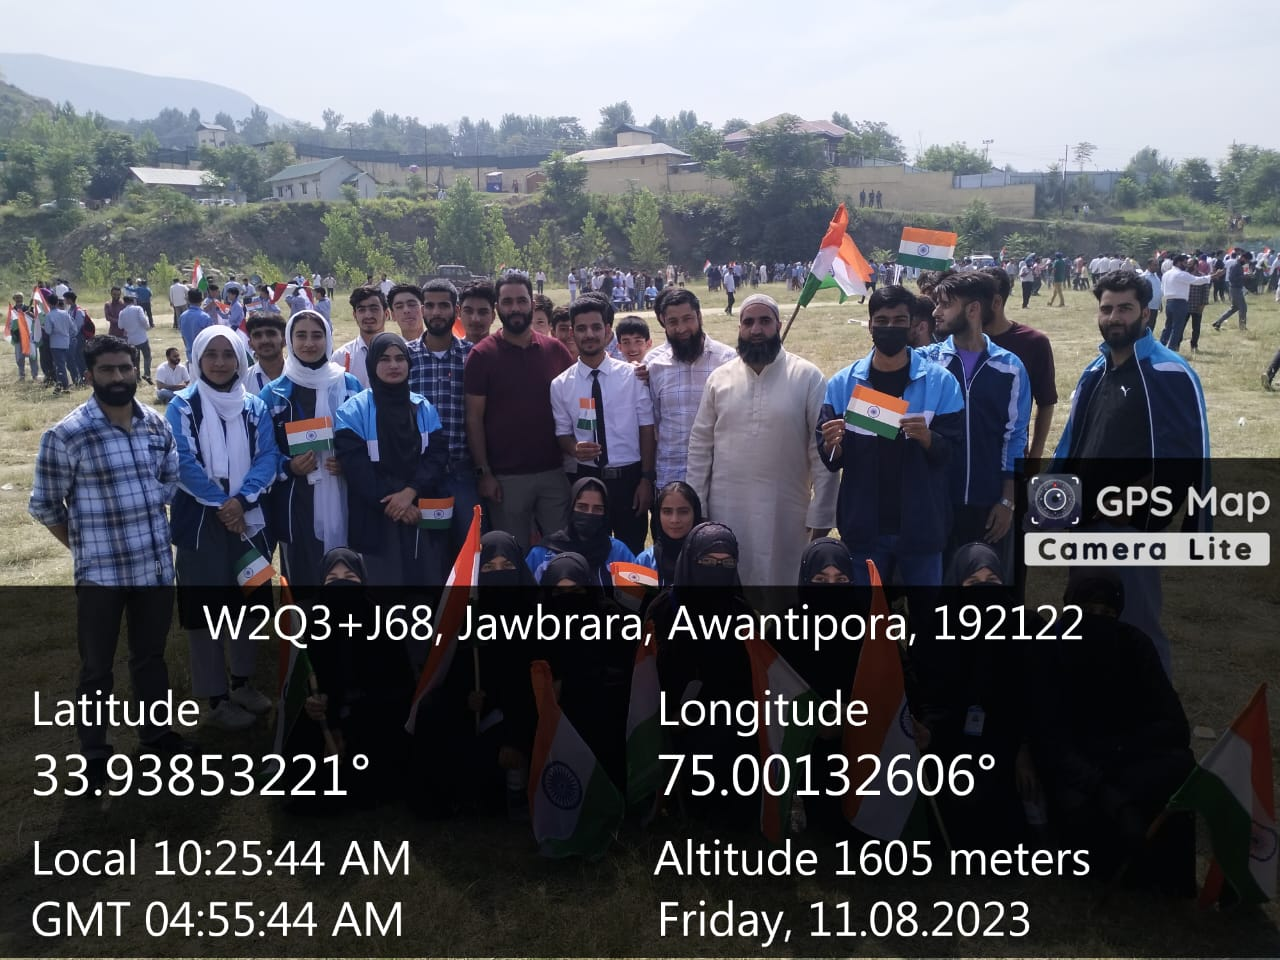 GPS Map
Camera Lite
W2Q3+J68, Jawbrara, Awantipora, 192122
Latitude
33.93853221°
Longitude
75.00132606°
Local 10:25:44 AM
GMT 04:55:44 AM
Altitude 1605 meters
Friday, 11.08.2023